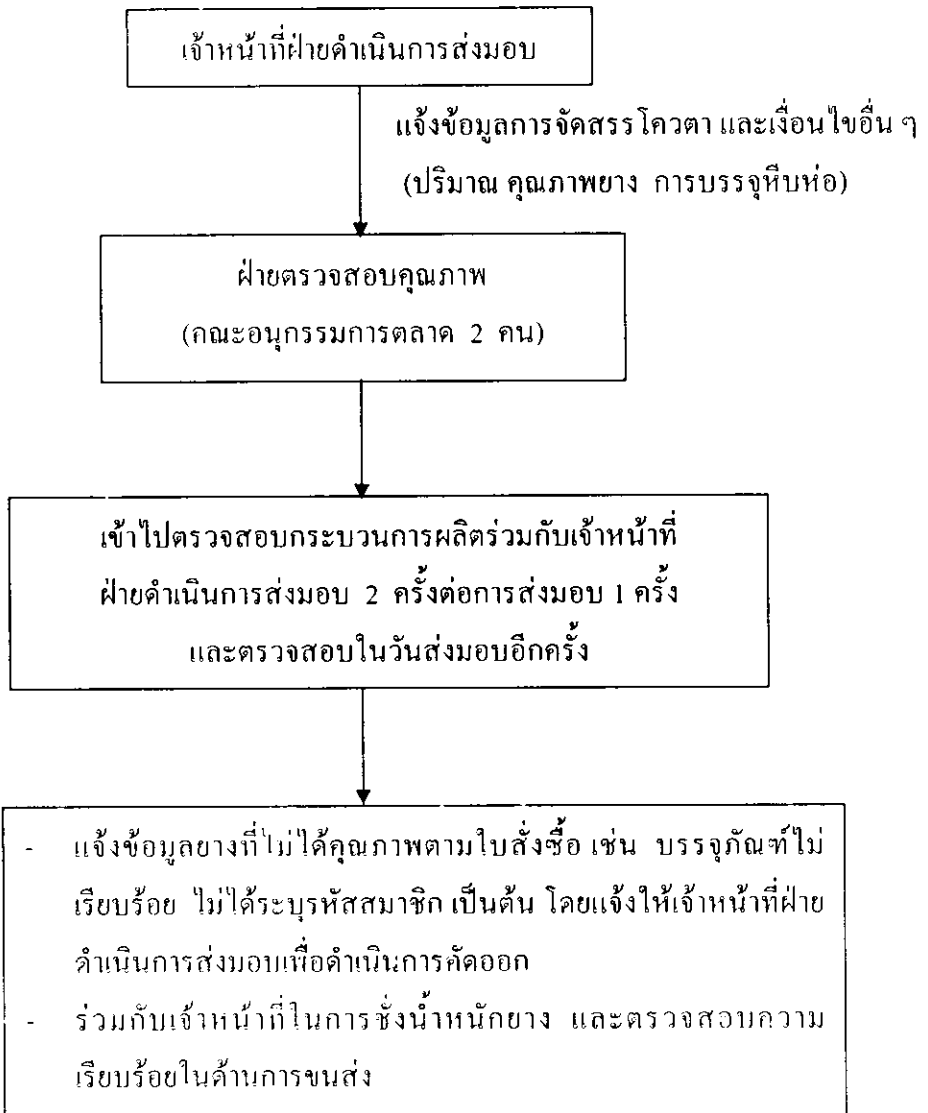 เจ้าหน้าที่ฝ่ายดำเนินการส่งมอบ
แจ้งข้อมูลการจัดสรรโควตา และเงื่อนไขอื่น ๆ
(ปริมาณ คุณภาพยาง การบรรจุหีบห่อ)
ฝ่ายตรวจสอบคุณภาพ
(คณะอนุกรรมการตลาด 2 คน)
เข้าไปตรวจสอบกระบวนการผลิตร่วมกับเจ้าหน้าที่
ฝ่ายดำเนินการส่งมอบ 2 ครั้งต่อการส่งมอบ 1 ครั้ง
และตรวจสอบในวันส่งมอบอีกครั้ง
- แจ้งข้อมูลยางที่ไม่ได้คุณภาพตามใบสั่งซื้อ เช่น บรรจุภัณฑ์ไม่
เรียบร้อย ไม่ได้ระบุรหัสสมาชิก เป็นต้น โดยแจ้งให้เจ้าหน้าที่ฝ่าย
ดำเนินการส่งมอบเพื่อดำเนินการคัดออก
- ร่วมกับเจ้าหน้าที่ในการชั่งน้ำหนักยาง และตรวจสอบความ
เรียบร้อยในด้านการขนส่ง